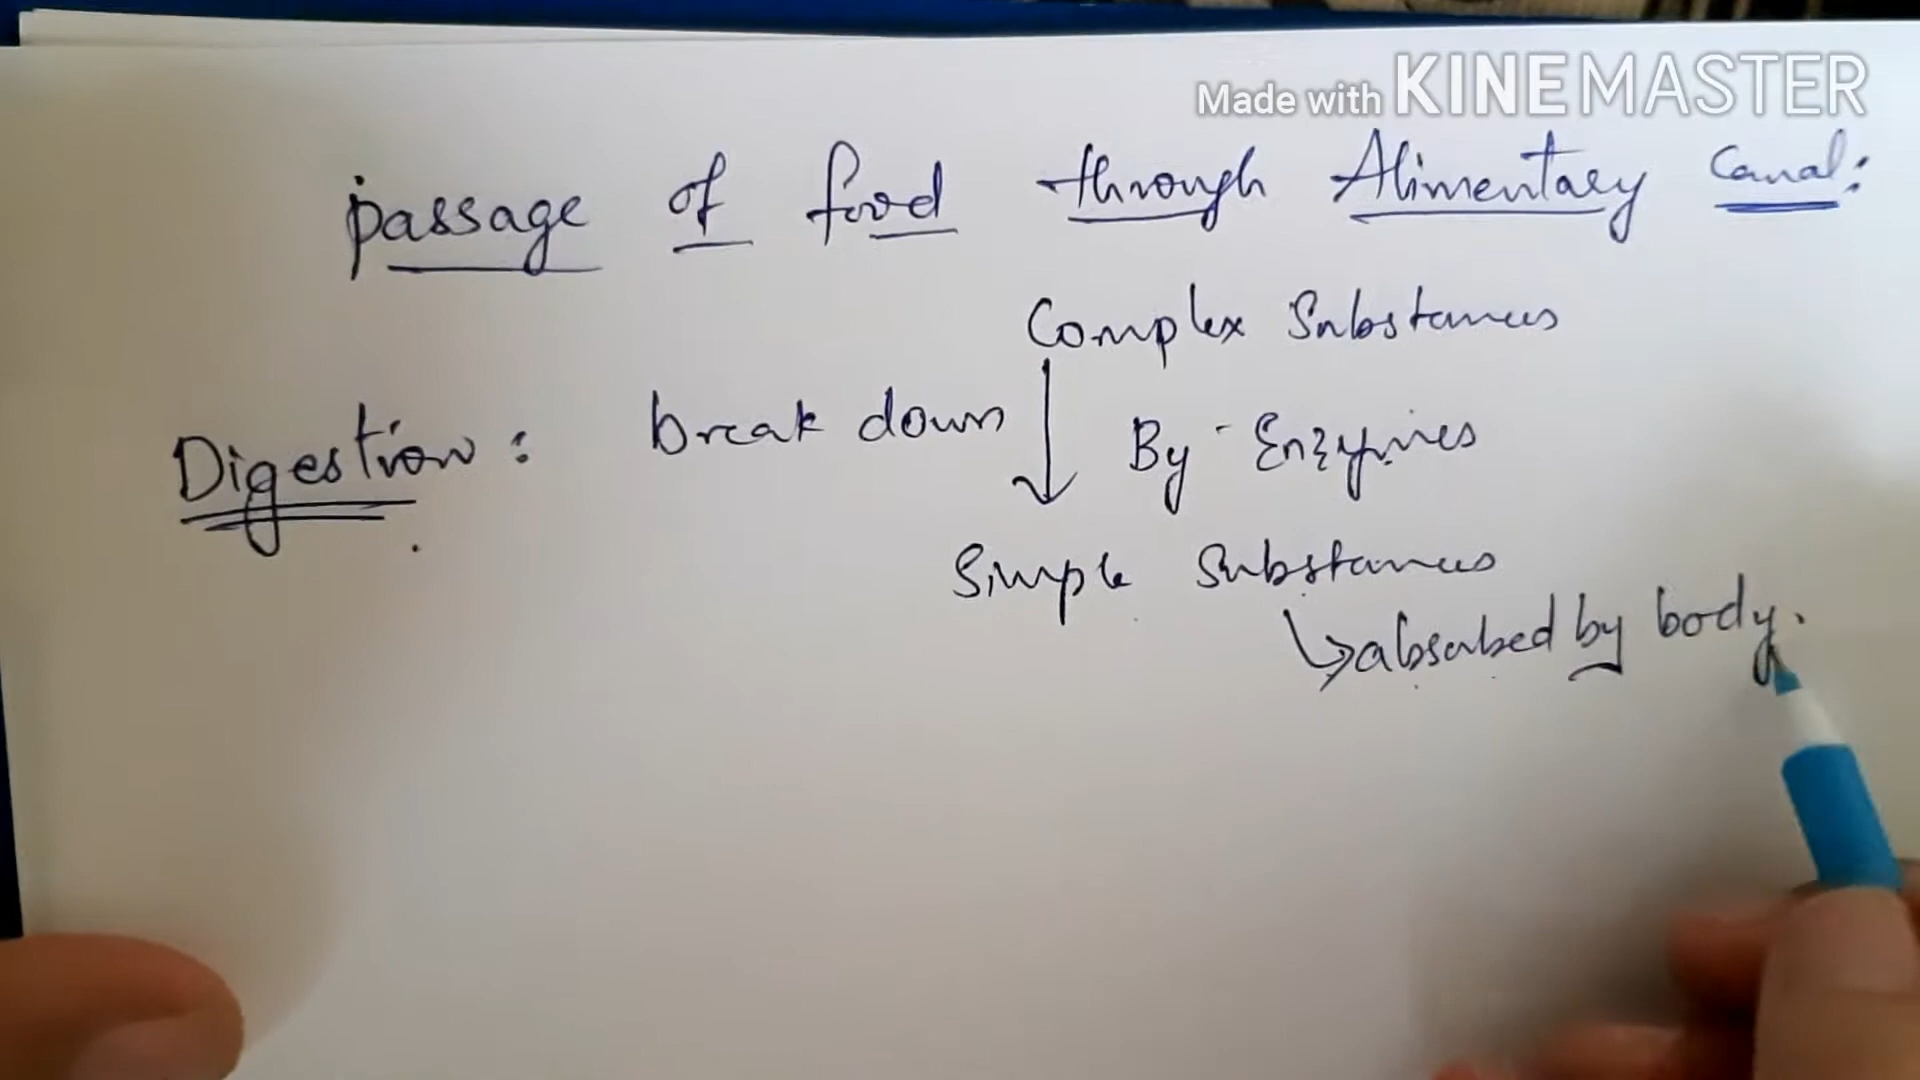 Made with KINEMASTER
passage of food through Alimentary Canal:
Complex Substances
Digestion : break down By Enzymes
Simple Substances
absorbed by body.